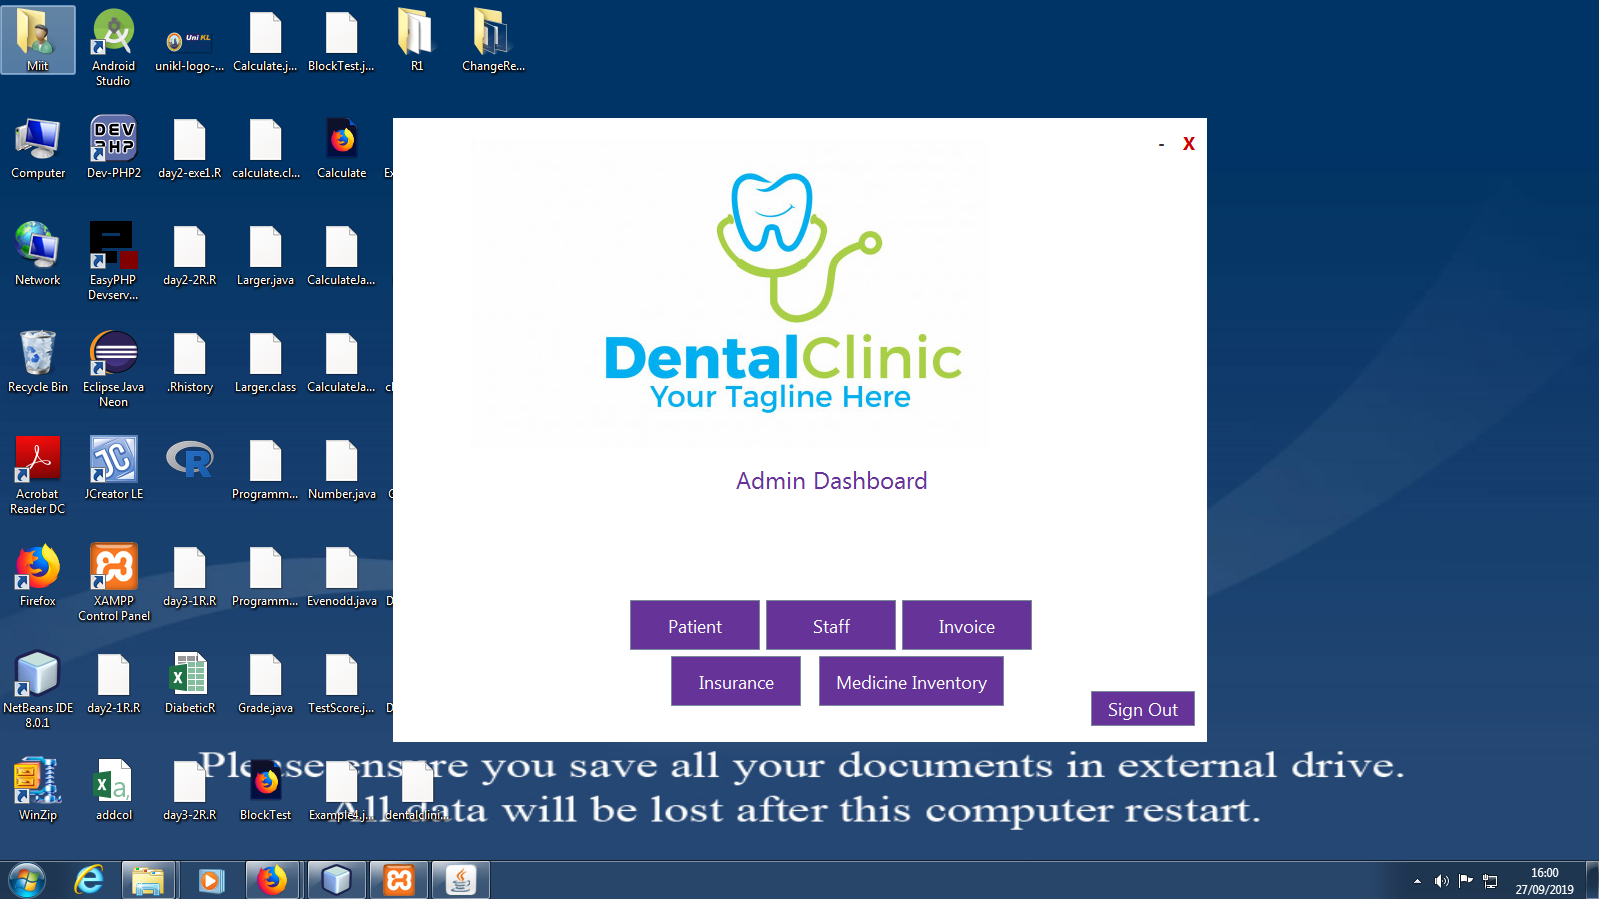 Miit
Android
Studio
unikl-logo-...
Calculate.j...
BlockTest.j...
R1
ChangeRe...
Uni KL
Computer
DEV
PHP
Dev-PHP2
day2-exe1.R
calculate.cl...
Calculate
- X
Network
EasyPHP
Devserv...
day2-2R.R
Larger.java
CalculateJa...
Recycle Bin
Eclipse Java
Neon
.Rhistory
Larger.class
CalculateJa...
DentalClinic
Your Tagline Here
Acrobat
Reader DC
JC
JCreator LE
R
Programm...
Number.java
Admin Dashboard
Firefox
XAMPP
Control Panel
day3-1R.R
Programm...
Evenodd.java
Patient
Staff
Invoice
NetBeans IDE
8.0.1
day2-1R.R
DiabeticR
Grade.java
TestScore.j...
Insurance
Medicine Inventory
Sign Out
Please ensure you save all your documents in external drive.
All data will be lost after this computer restart.
WinZip
addcol
day3-2R.R
BlockTest
Example4.j...
dentalclini...
16:00
27/09/2019